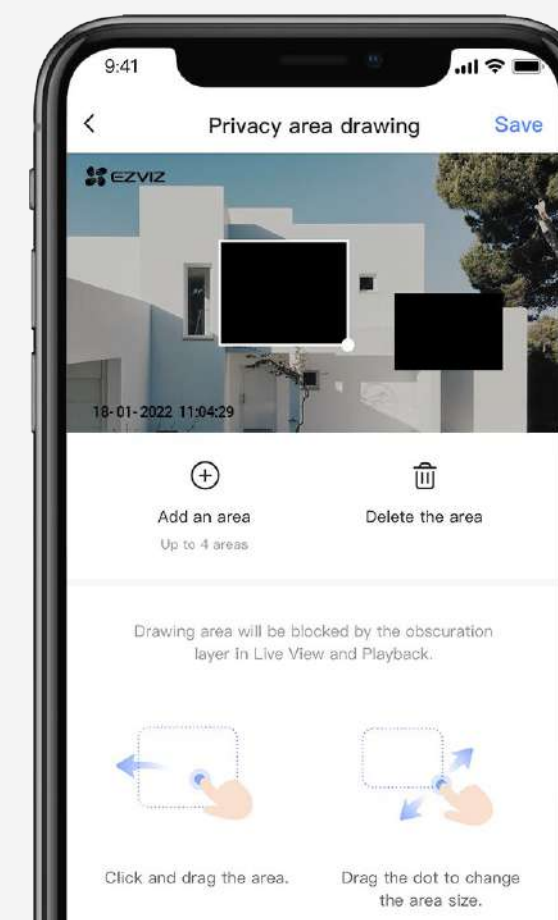 9:41
Privacy area drawing
Save
EZVIZ
18-01-2022 11:04:29
Add an area
Delete the area
Up to 4 areas
Drawing area will be blocked by the obscuration
layer in Live View and Playback.
Click and drag the area.
Drag the dot to change
the area size.